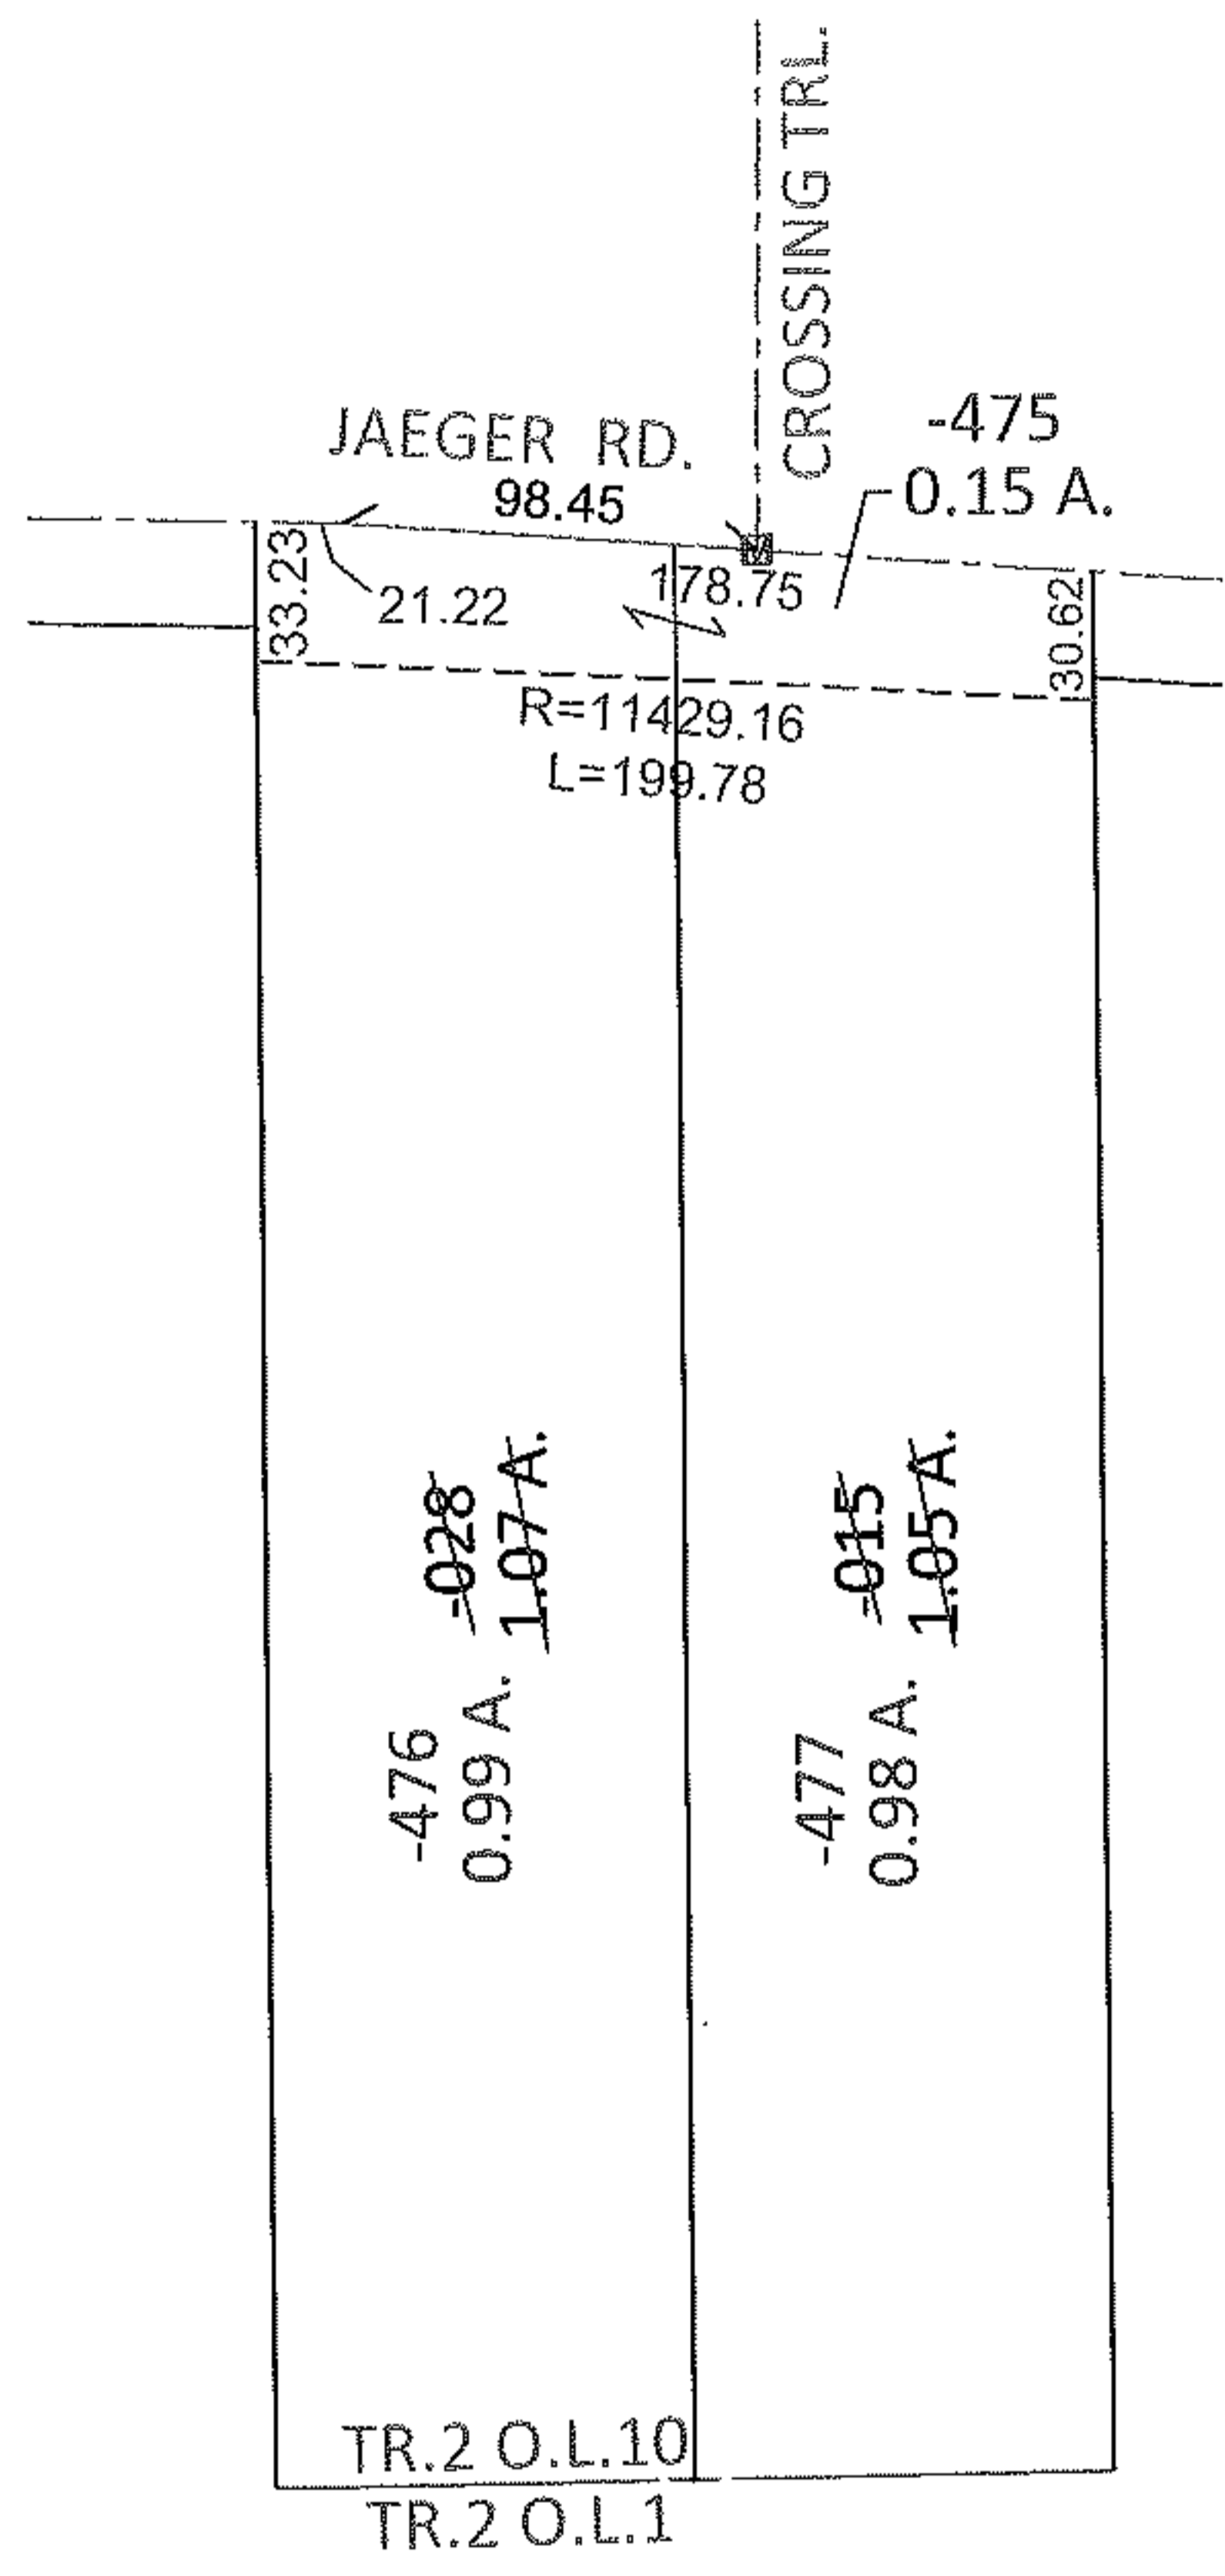 CROSSING TRL.
JAEGER RD.
98.45
-475
0.15 A.
33.23
21.22
178.75
30.62
R=11429.16
L=199.78
-028
1.07 A.
-015
1.05 A.
-476
0.99 A.
-477
0.98 A.
TR.2 O.L.10
TR.2 O.L.1